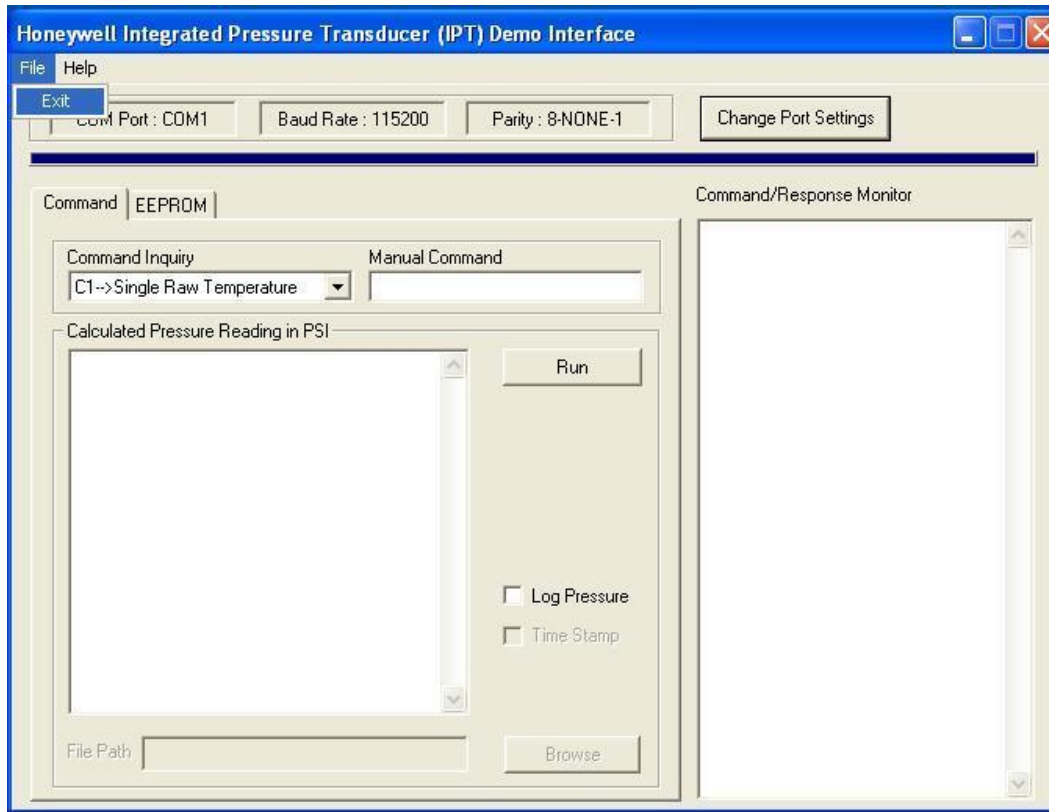 Honeywell Integrated Pressure Transducer (IPT) Demo Interface
File Help
Exit
COM Port : COM1 Baud Rate : 115200 Parity : 8-NONE-1 Change Port Settings
Command EEPROM
Command/Response Monitor
Command Inquiry Manual Command
C1-->Single Raw Temperature
Calculated Pressure Reading in PSI
Run
Log Pressure
Time Stamp
File Path Browse